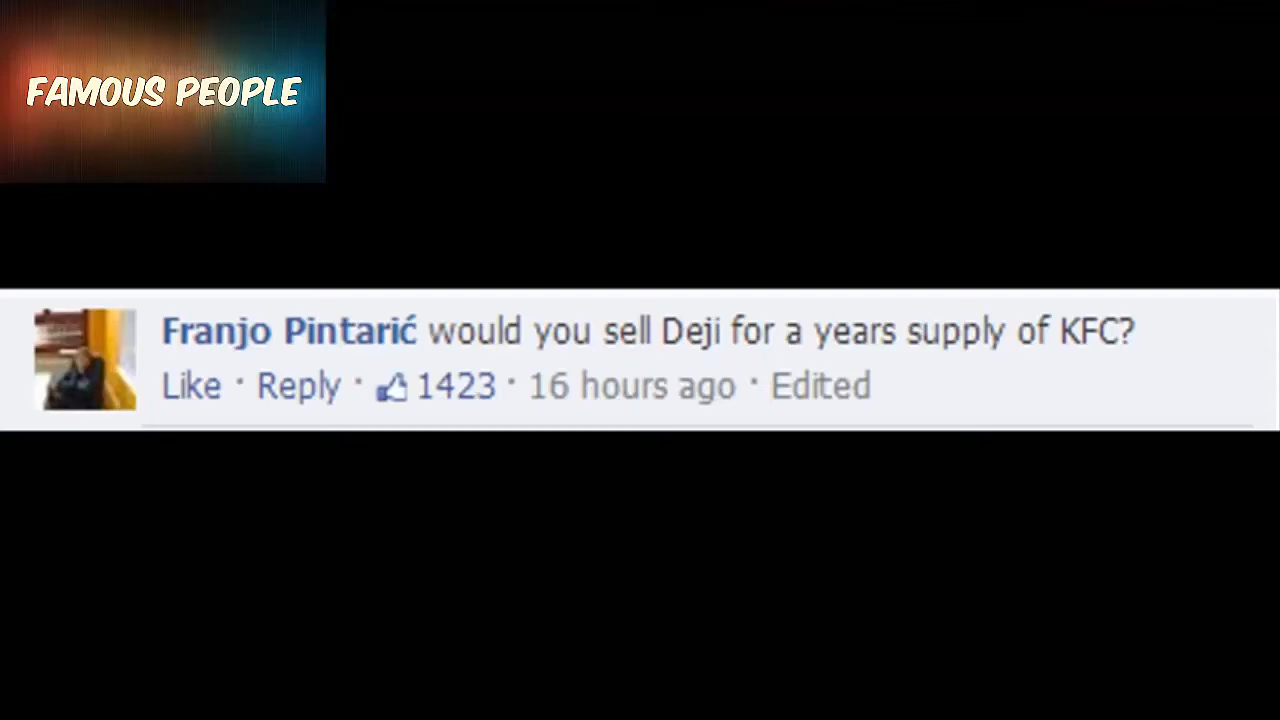 FAMOUS PEOPLE
Franjo Pintarić would you sell Deji for a years supply of KFC?
Like · Reply · 1423 · 16 hours ago · Edited